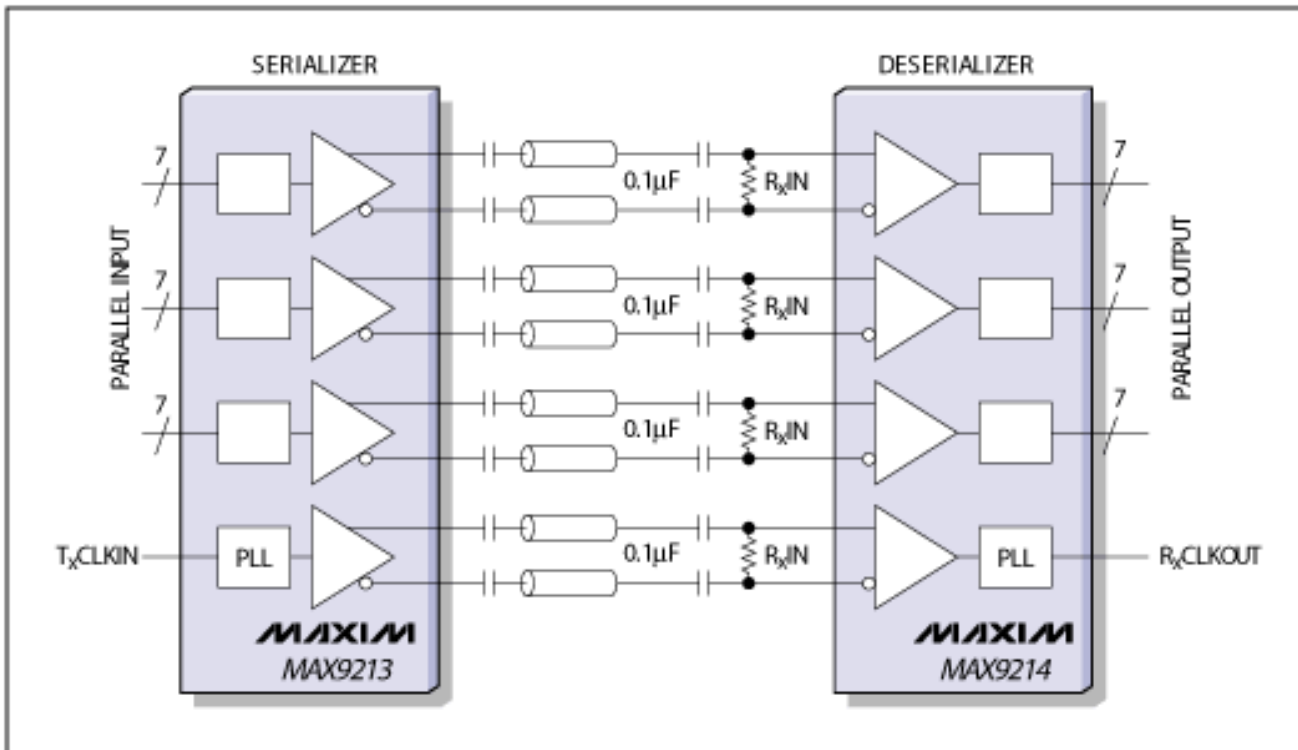 SERIALIZER
DESERIALIZER
7
0.1µF
RxIN
7
PARALLEL INPUT
7
0.1µF
RxIN
7
PARALLEL OUTPUT
7
0.1µF
RxIN
7
TxCLKIN
PLL
0.1µF
RxIN
PLL
RxCLKOUT
MAXIM
MAX9213
MAXIM
MAX9214